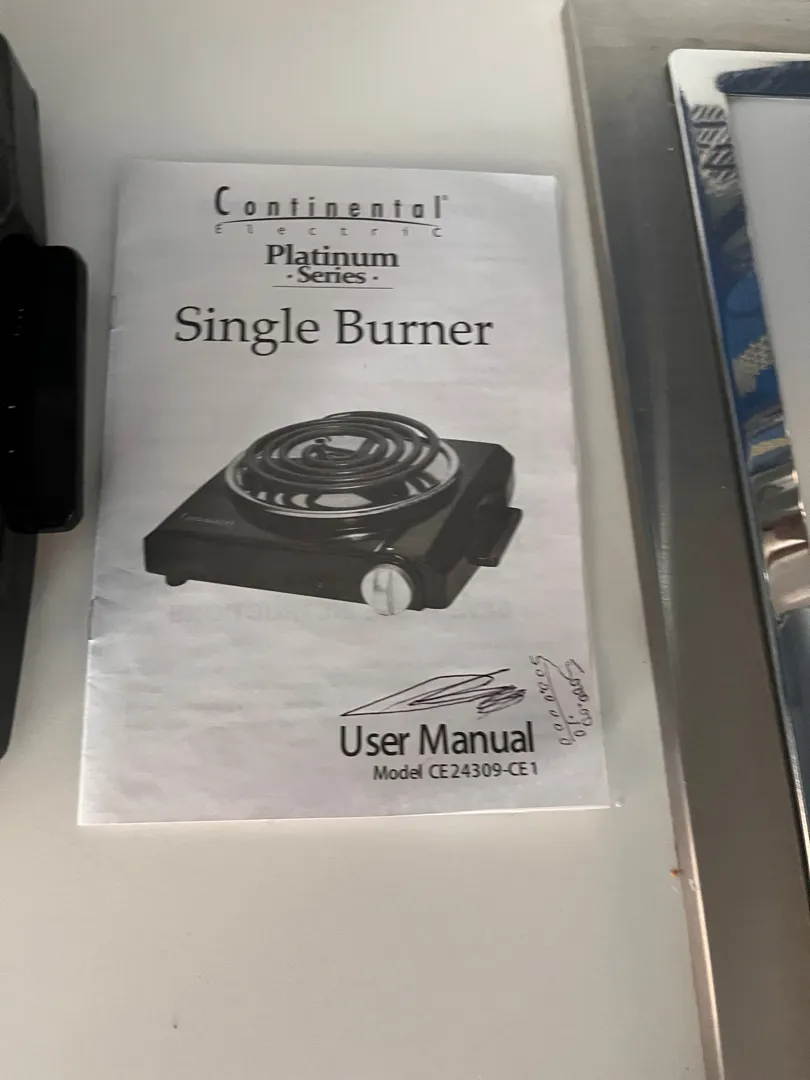 Continental®
Electric
Platinum
· Series ·
Single Burner
User Manual
Model CE24309-CE1